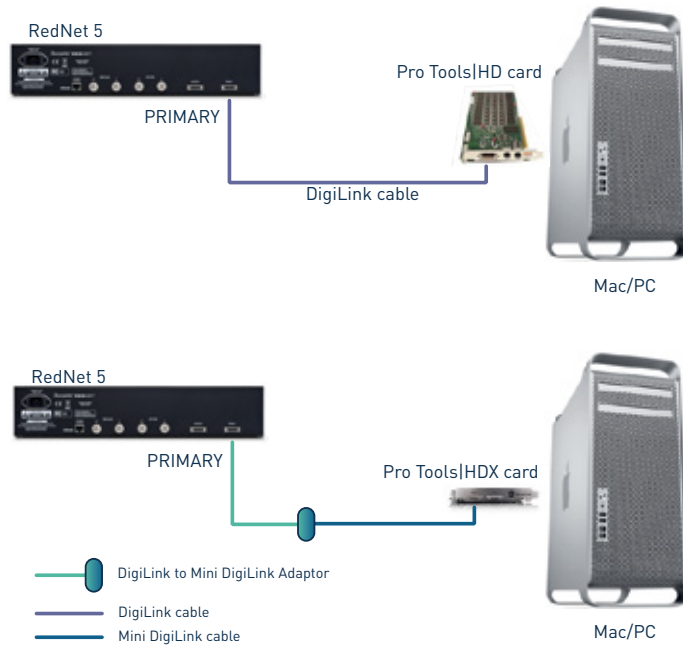 RedNet 5
Pro Tools|HD card
PRIMARY
DigiLink cable
Mac/PC
RedNet 5
PRIMARY
Pro Tools|HDX card
DigiLink to Mini DigiLink Adaptor
DigiLink cable
Mini DigiLink cable
Mac/PC